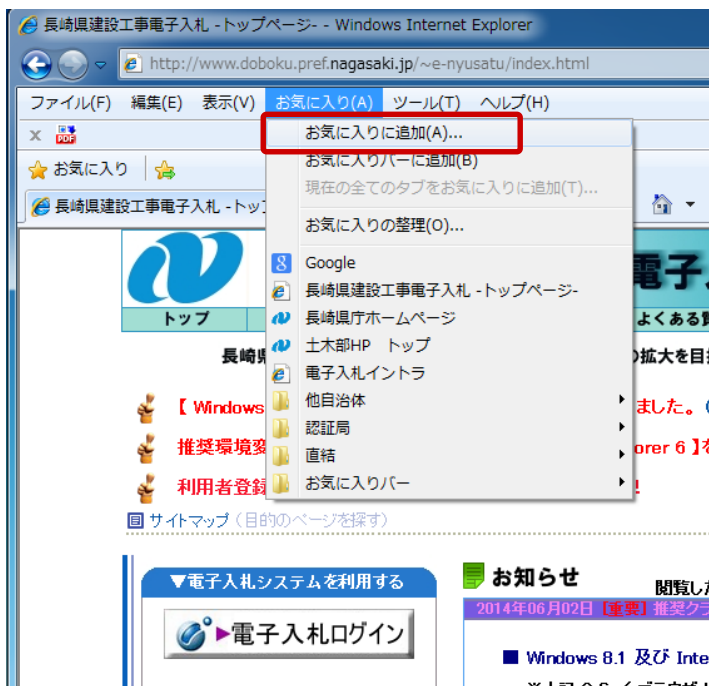 長崎県建設工事電子入札 -トップページ- - Windows Internet Explorer
http://www.doboku.pref.nagasaki.jp/~e-nyusatu/index.html
ファイル(F) 編集(E) 表示(V) お気に入り(A) ツール(T) ヘルプ(H)
x PDF お気に入りに追加(A)...
お気に入りバーに追加(B)
お気に入り
現在の全てのタブをお気に入りに追加(T)...
長崎県建設工事電子入札 -トップ
お気に入りの整理(O)...
Google
電子
長崎県建設工事電子入札 -トップページ-
トップ 長崎県庁ホームページ よくある
長崎 土木部HP トップ 拡大を目
電子入札イントラ
【 Windows 他自治体 ました。(
認証局
推奨環境変 直結 orer 6 】を
利用者登録 お気に入りバー
サイトマップ (目的のページを探す)
▼電子入札システムを利用する
お知らせ 閲覧し
2014年06月02日【重要】推奨ク
電子入札ログイン
■ Windows 8.1 及び Inte